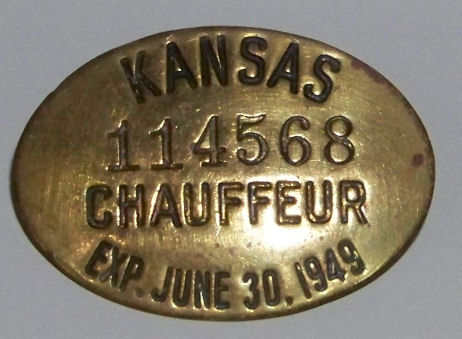 KANSAS
114568
CHAUFFEUR
EXP. JUNE 30, 1949